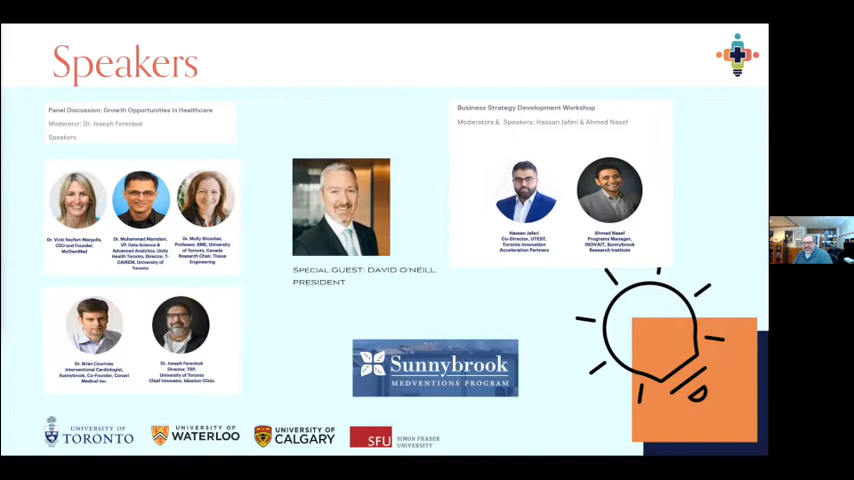 Speakers
Panel Discussion: Growth Opportunities In Healthcare
Moderator: Dr. Joseph Ferenbok
Speakers:
Dr. Vicki Seyfert-Margolis,
CEO and Founder,
MyOwnMed
Dr. Muhammad Mamdani,
VP, Data Science &
Advanced Analytics, Unity
Health Toronto, Director, T-
CAIREM, University of
Toronto
Dr. Molly Shoichet,
Professor, BME, University
of Toronto, Canada
Research Chair, Tissue
Engineering
Dr. Brian Courtney
Interventional Cardiologist,
Sunnybrook, Co-Founder, Conavi
Medical Inc.
Dr. Joseph Ferenbok
Director, TRP,
University of Toronto
Chief Innovator, Ideation Clinic
SPECIAL GUEST: DAVID O'NEILL
PRESIDENT
Business Strategy Development Workshop
Moderators &. Speakers: Hassan Jaferi & Ahmed Nasef
Hassan Jaferi
Co-Director, UTEST,
Toronto Innovation
Acceleration Partners
Ahmed Nasef
Programs Manager,
INOVAIT, Sunnybrook
Research Institute
Sunnybrook
MEDVENTIONS PROGRAM
UNIVERSITY OF
TORONTO
UNIVERSITY OF
WATERLOO
UNIVERSITY OF
CALGARY
SFU
SIMON FRASER
UNIVERSITY